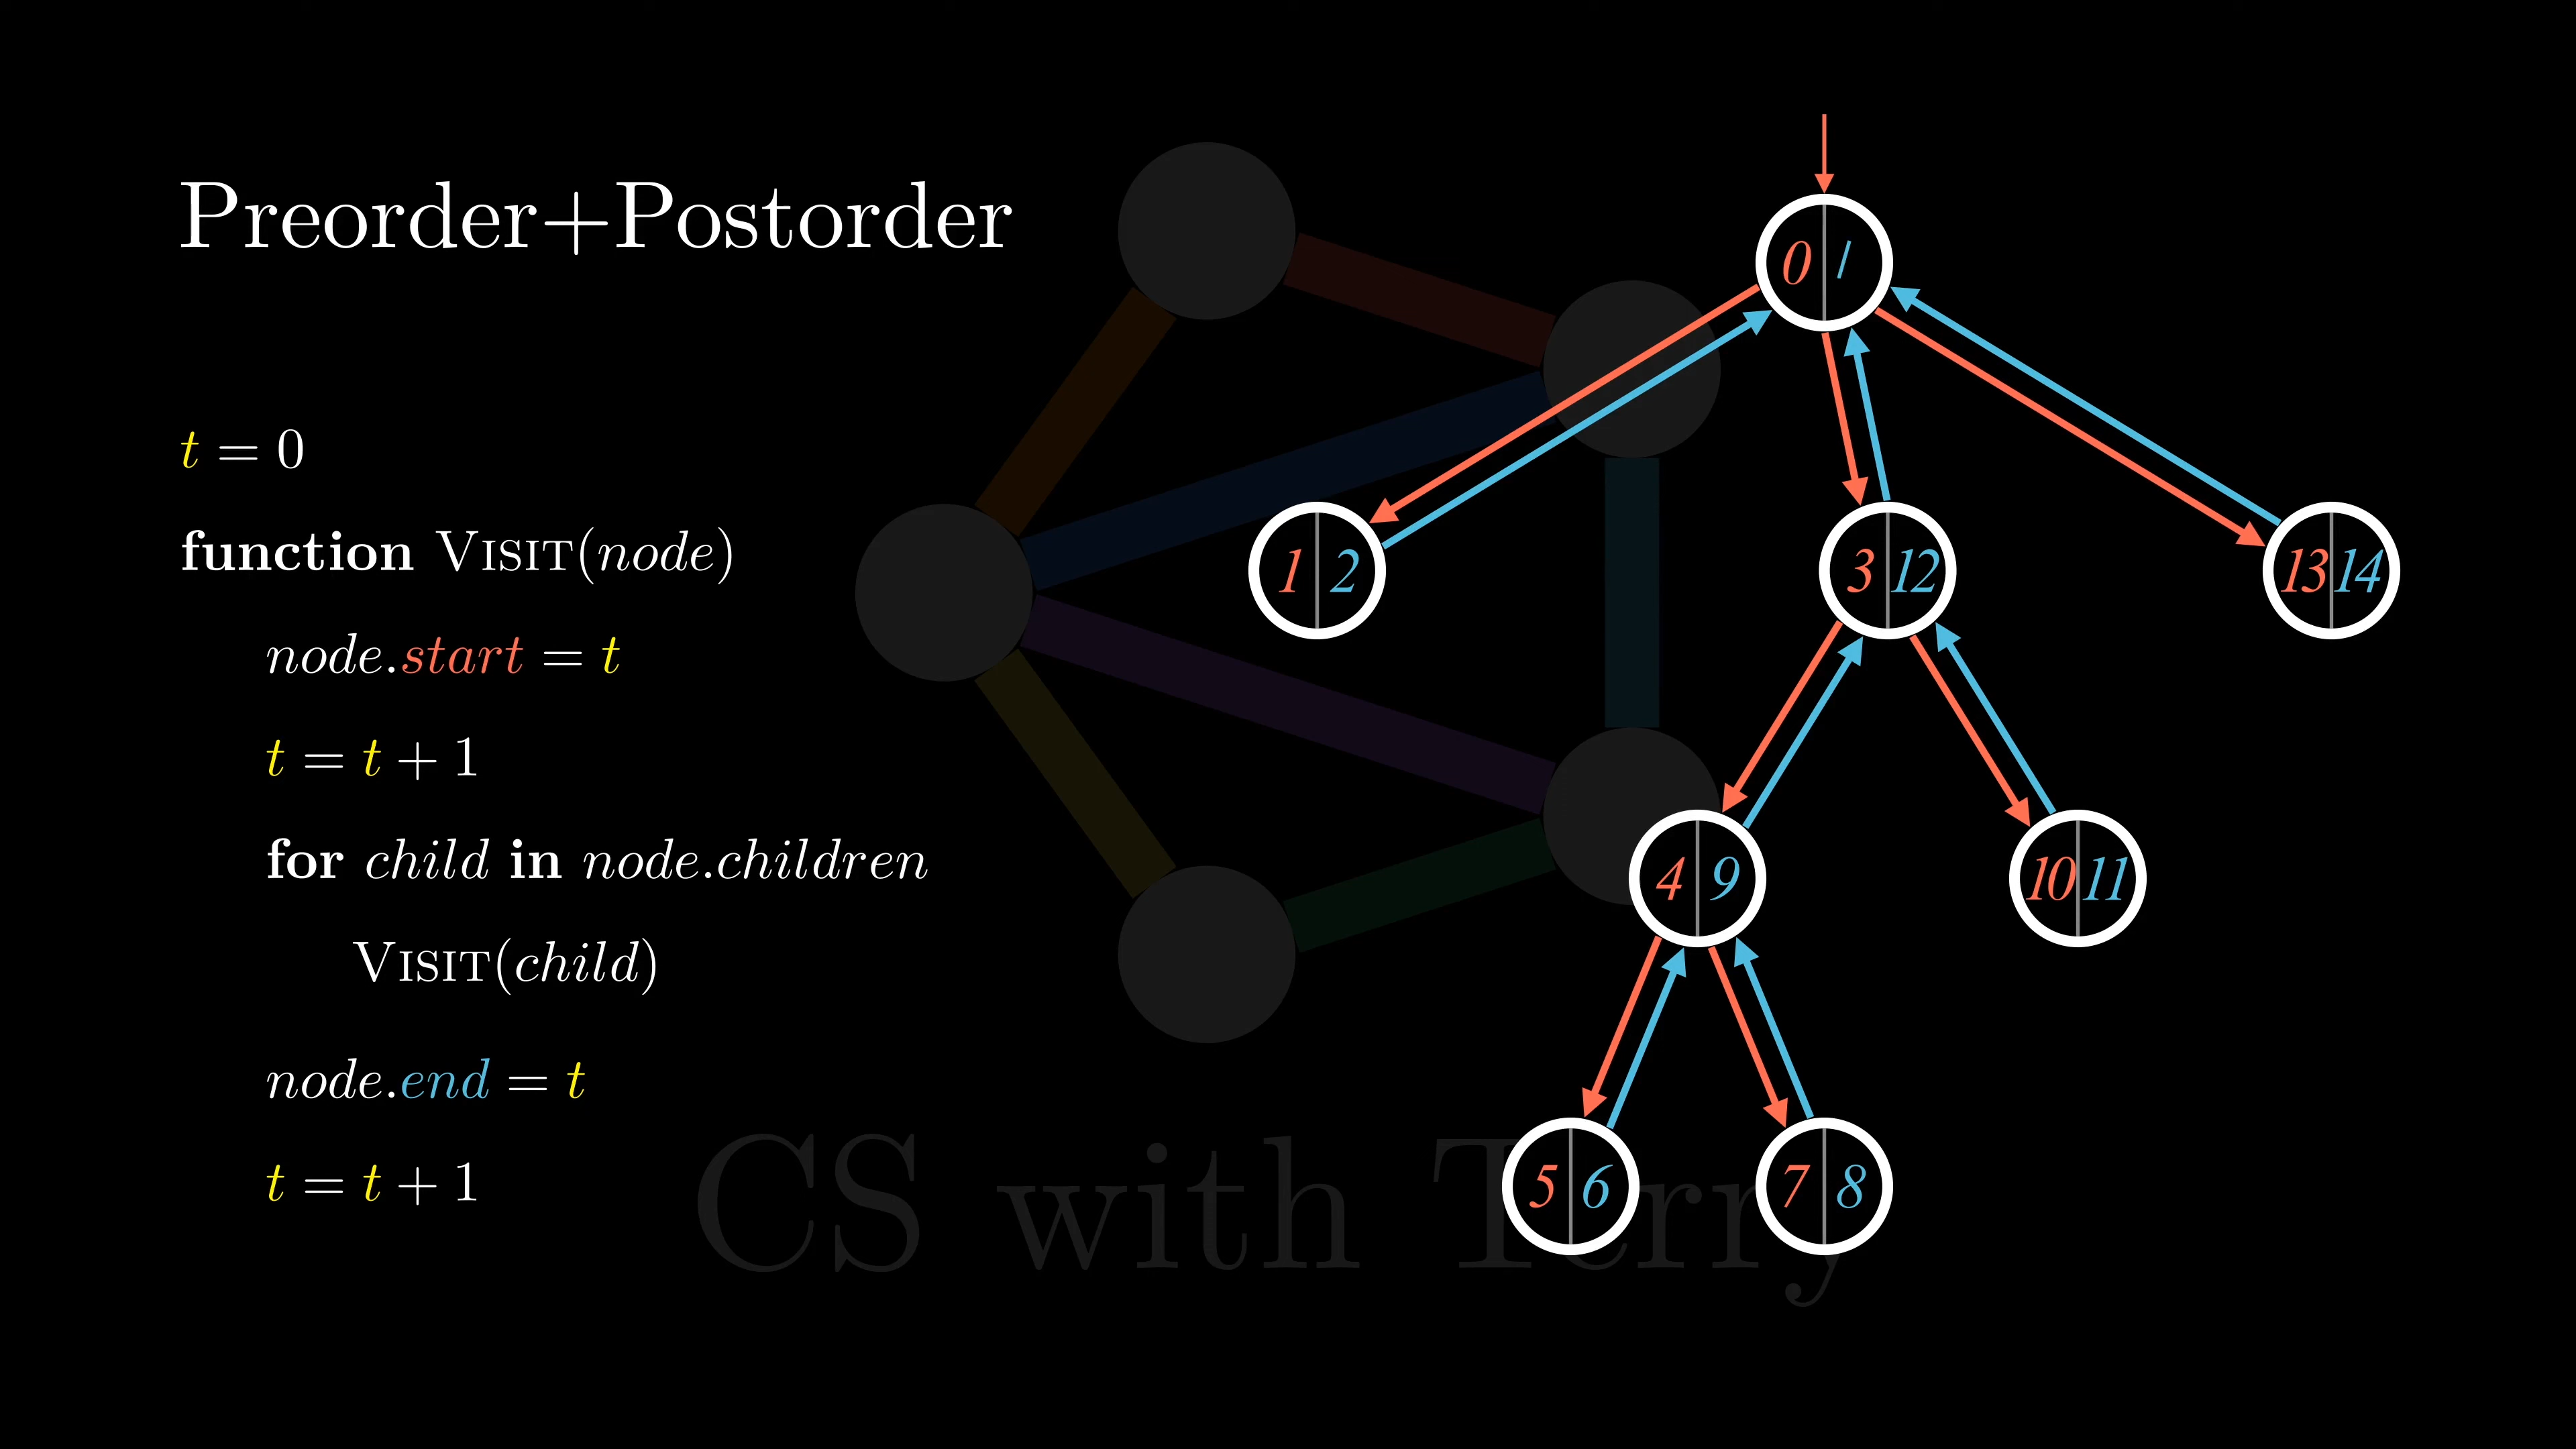 Preorder+Postorder
t = 0
function VISIT(node)
node.start = t
t = t + 1
for child in node.children
VISIT(child)
node.end = t
t = t + 1
0 /
1 2
3 12
13 14
4 9
10 11
5 6
7 8
CS with Terry